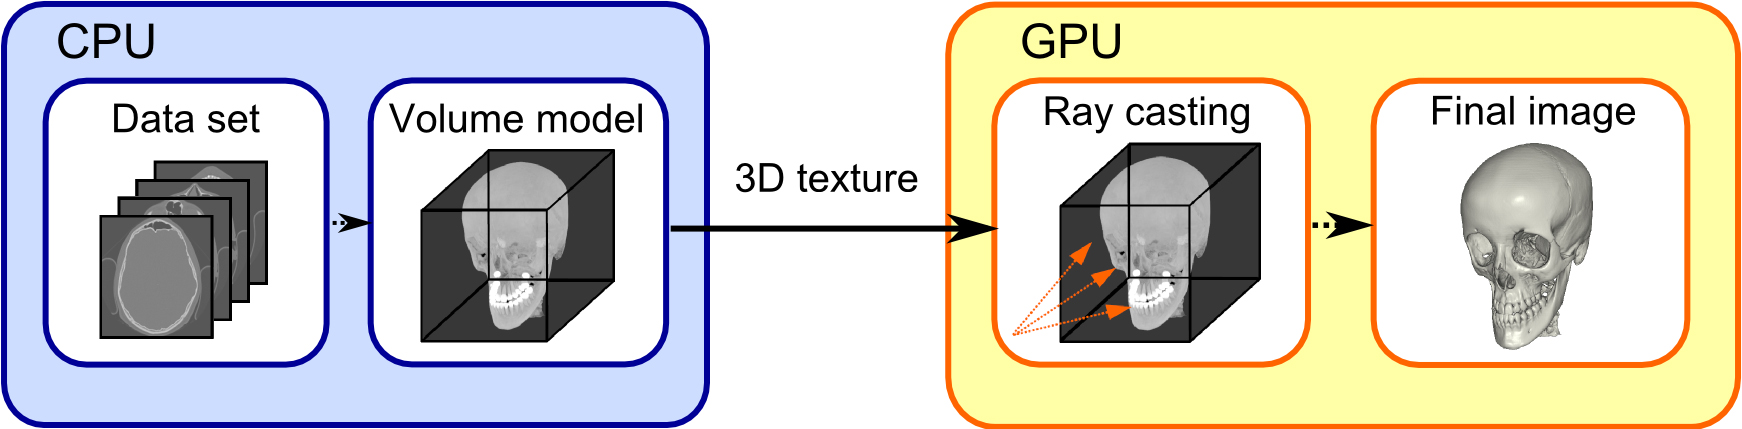 CPU
Data set
Volume model
3D texture
GPU
Ray casting
Final image